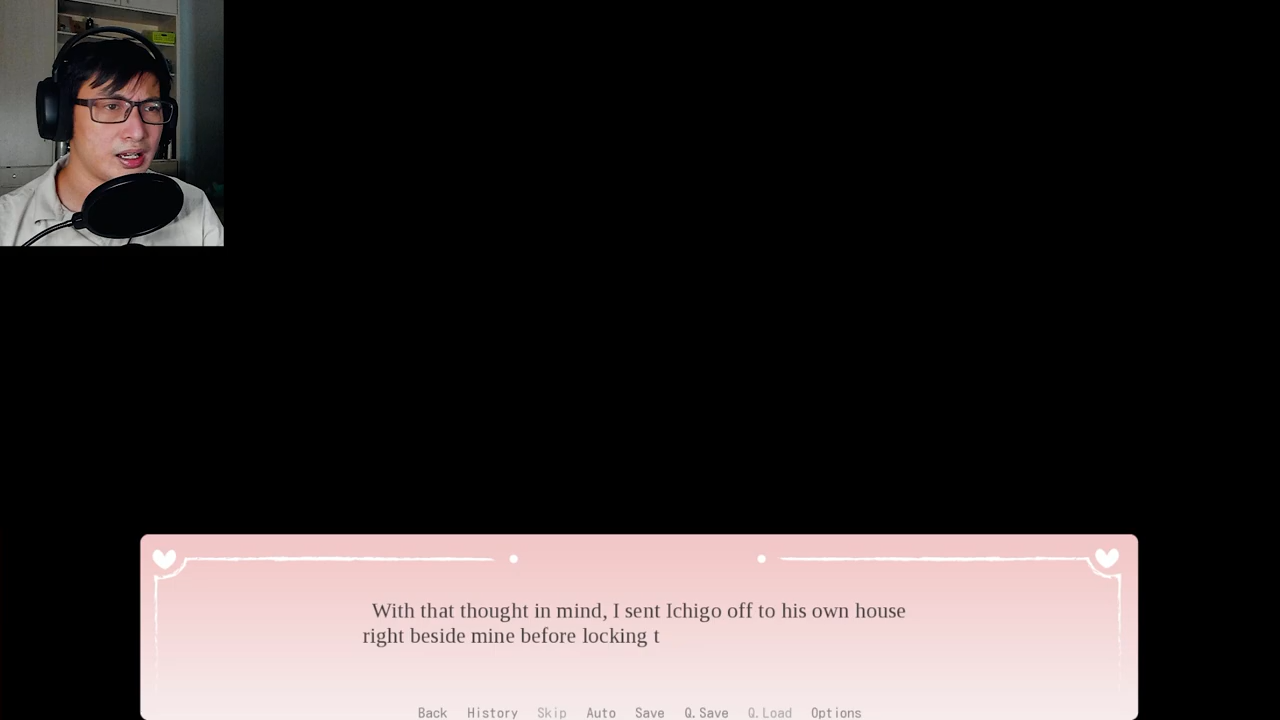 With that thought in mind, I sent Ichigo off to his own house
right beside mine before locking t
Back History Skip Auto Save Q.Save Q.Load Options